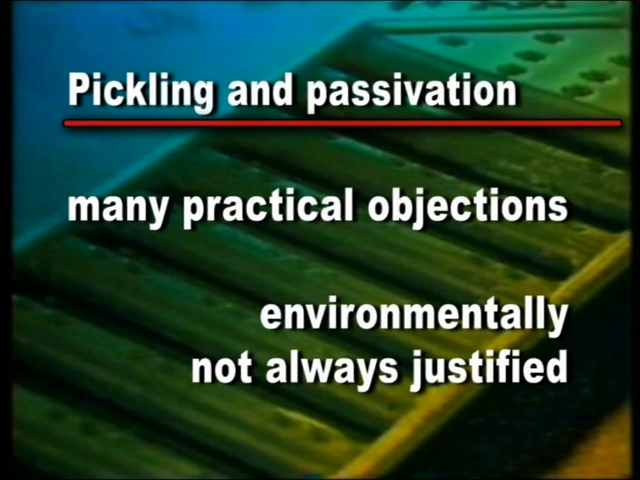 Pickling and passivation
many practical objections
environmentally
not always justified